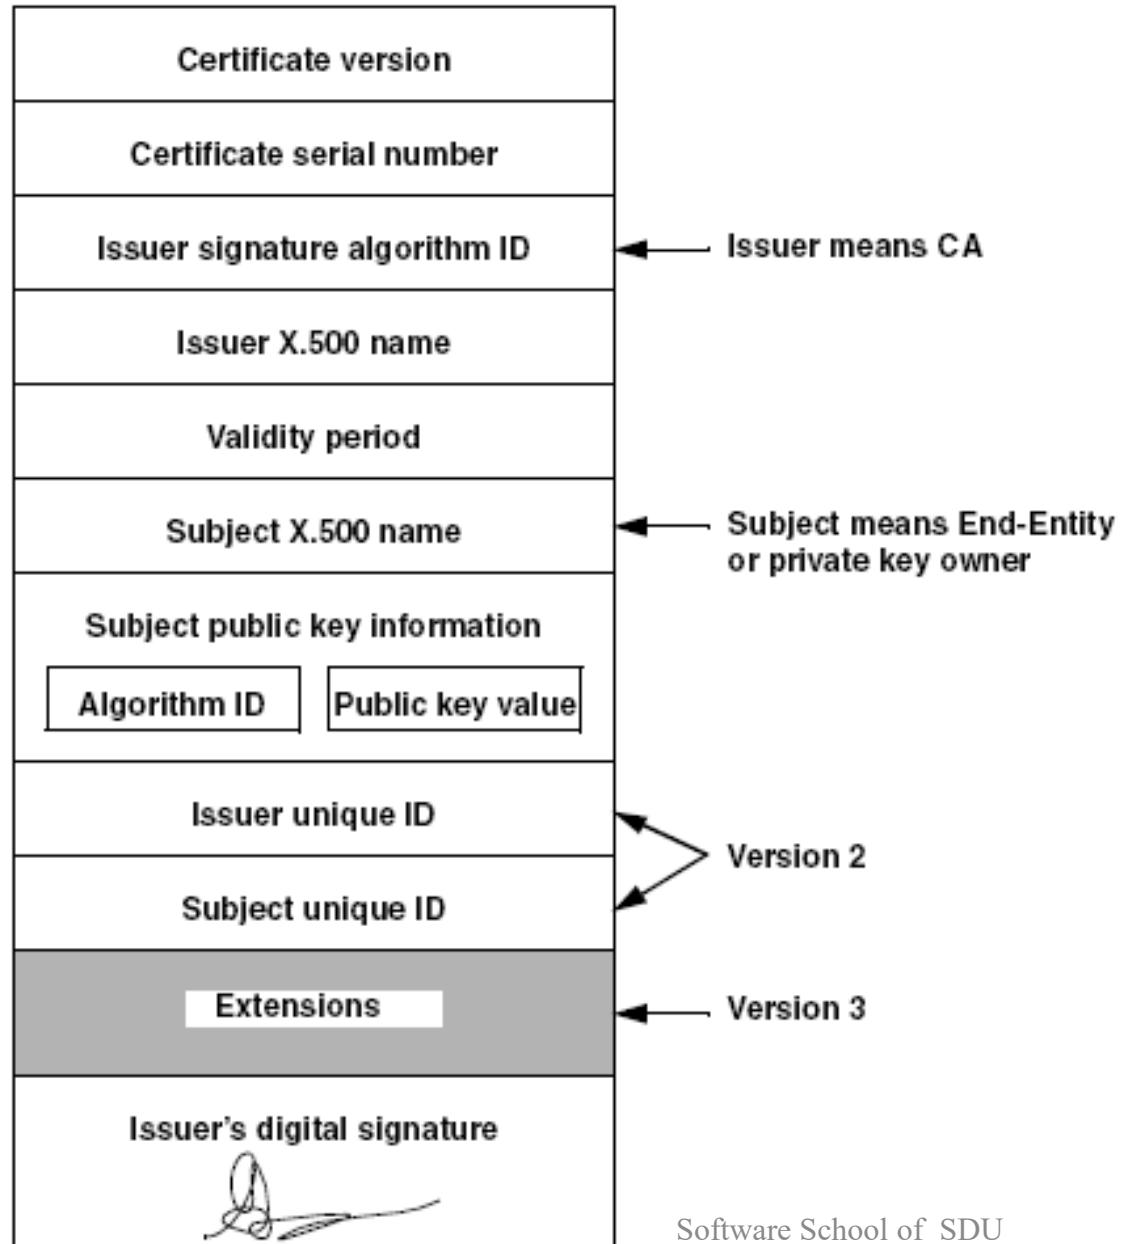 Certificate version
Certificate serial number
Issuer signature algorithm ID
Issuer means CA
Issuer X.500 name
Validity period
Subject X.500 name
Subject means End-Entity
or private key owner
Subject public key information
Algorithm ID
Public key value
Issuer unique ID
Version 2
Subject unique ID
Extensions
Version 3
Issuer’s digital signature
Software School of SDU